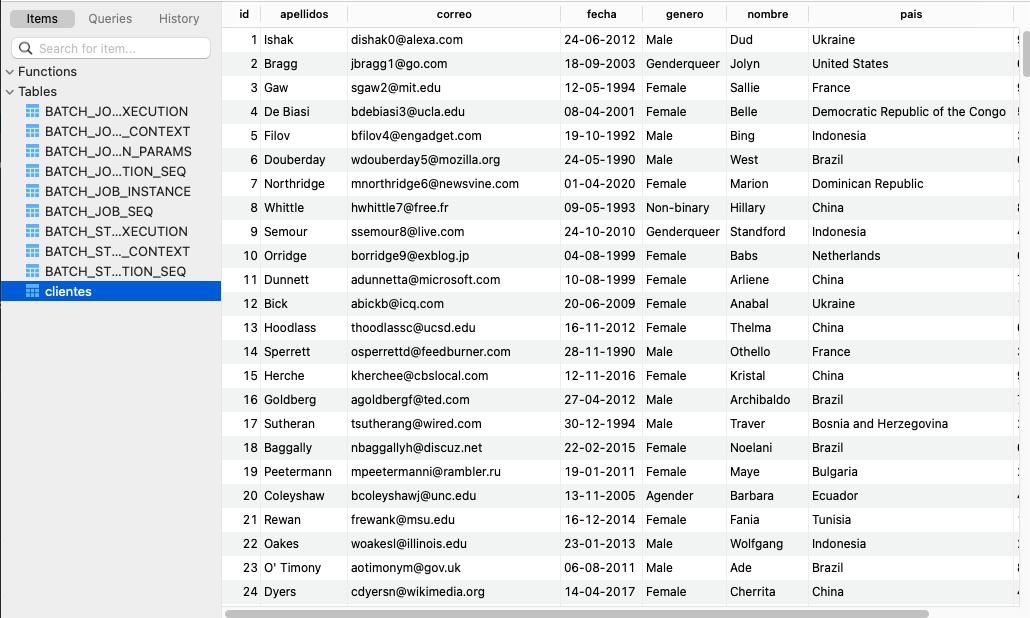 Items Queries History
Search for item...
Functions
Tables
BATCH_JO...XECUTION
BATCH_JO..._CONTEXT
BATCH_JO...N_PARAMS
BATCH_JO...TION_SEQ
BATCH_JOB_INSTANCE
BATCH_JOB_SEQ
BATCH_ST...XECUTION
BATCH_ST..._CONTEXT
BATCH_ST...TION_SEQ
clientes
id apellidos correo fecha genero nombre pais
1 Ishak dishak0@alexa.com 24-06-2012 Male Dud Ukraine
2 Bragg jbragg1@go.com 18-09-2003 Genderqueer Jolyn United States
3 Gaw sgaw2@mit.edu 12-05-1994 Female Sallie France
4 De Biasi bdebiasi3@ucla.edu 08-04-2001 Female Belle Democratic Republic of the Congo
5 Filov bfilov4@engadget.com 19-10-1992 Male Bing Indonesia
6 Douberday wdouberday5@mozilla.org 24-05-1990 Male West Brazil
7 Northridge mnorthridge6@newsvine.com 01-04-2020 Female Marion Dominican Republic
8 Whittle hwhittle7@free.fr 09-05-1993 Non-binary Hillary China
9 Semour ssemour8@live.com 24-10-2010 Genderqueer Standford Indonesia
10 Orridge borridge9@exblog.jp 04-08-1999 Female Babs Netherlands
11 Dunnett adunnetta@microsoft.com 10-08-1999 Female Arliene China
12 Bick abickb@icq.com 20-06-2009 Female Anabal Ukraine
13 Hoodlass thoodlassc@ucsd.edu 16-11-2012 Female Thelma China
14 Sperrett osperrettd@feedburner.com 28-11-1990 Male Othello France
15 Herche kherchee@cbslocal.com 12-11-2016 Female Kristal China
16 Goldberg agoldbergf@ted.com 27-04-2012 Male Archibaldo Brazil
17 Sutheran tsutherang@wired.com 30-12-1994 Male Traver Bosnia and Herzegovina
18 Baggally nbaggallyh@discuz.net 22-02-2015 Female Noelani Brazil
19 Peetermann mpeetermanni@rambler.ru 19-01-2011 Female Maye Bulgaria
20 Coleyshaw bcoleyshawj@unc.edu 13-11-2005 Agender Barbara Ecuador
21 Rewan frewank@msu.edu 16-12-2014 Female Fania Tunisia
22 Oakes woakesl@illinois.edu 23-01-2013 Male Wolfgang Indonesia
23 O' Timony aotimonym@gov.uk 06-08-2011 Male Ade Brazil
24 Dyers cdyersn@wikimedia.org 14-04-2017 Female Cherrita China